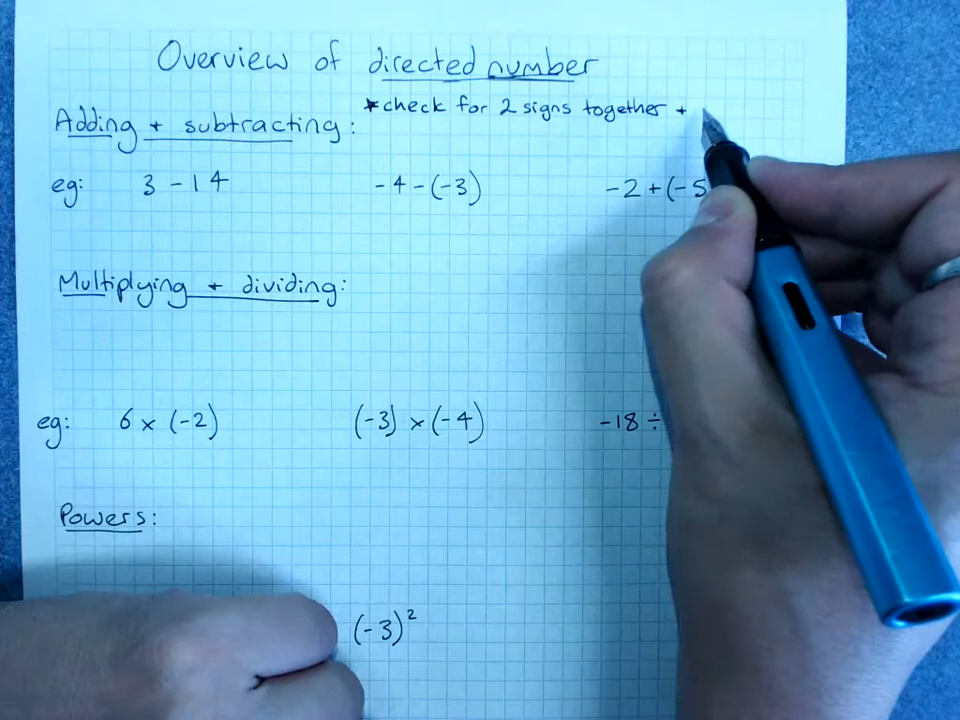 Overview of directed number
Adding + subtracting: *check for 2 signs together +
eg: 3 - 14 -4 - (-3) -2 + (-5
Multiplying + dividing:
eg: 6 × (-2) (-3) × (-4) -18 ÷
Powers:
(-3)²